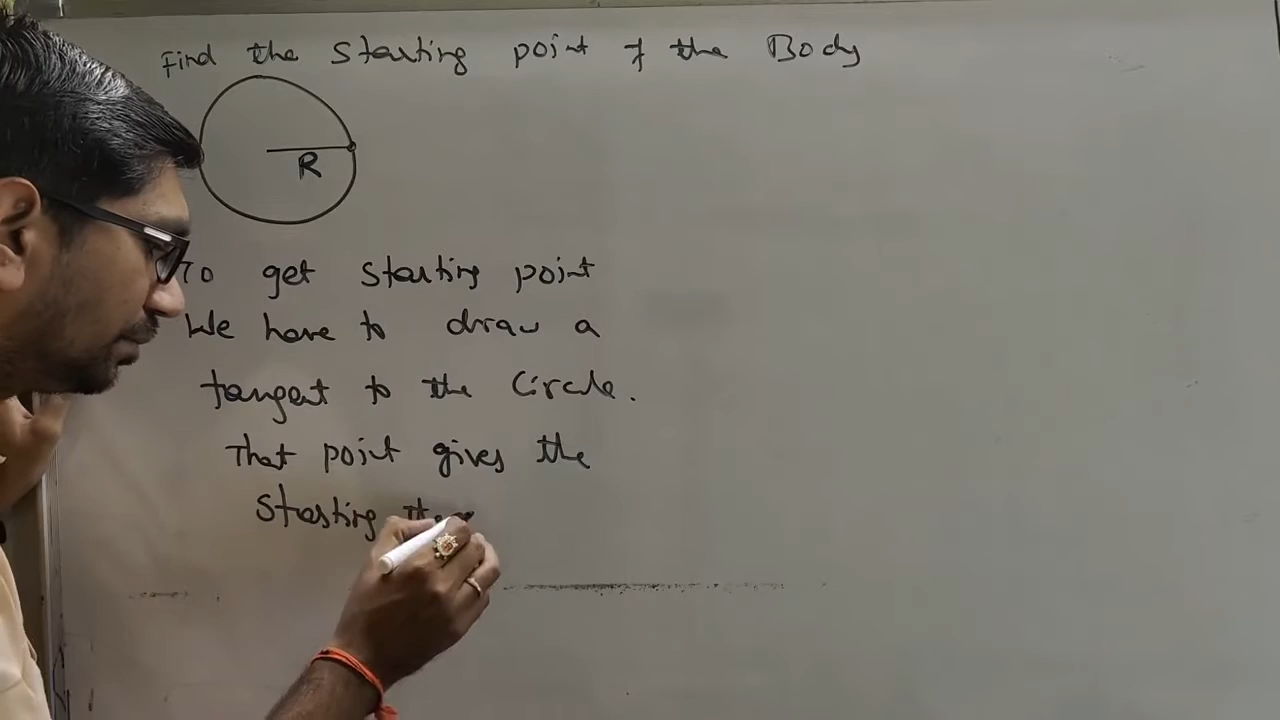 Find the Starting point of the Body
R
To get starting point
We have to draw a
tangent to the Circle.
That point gives the
Starting